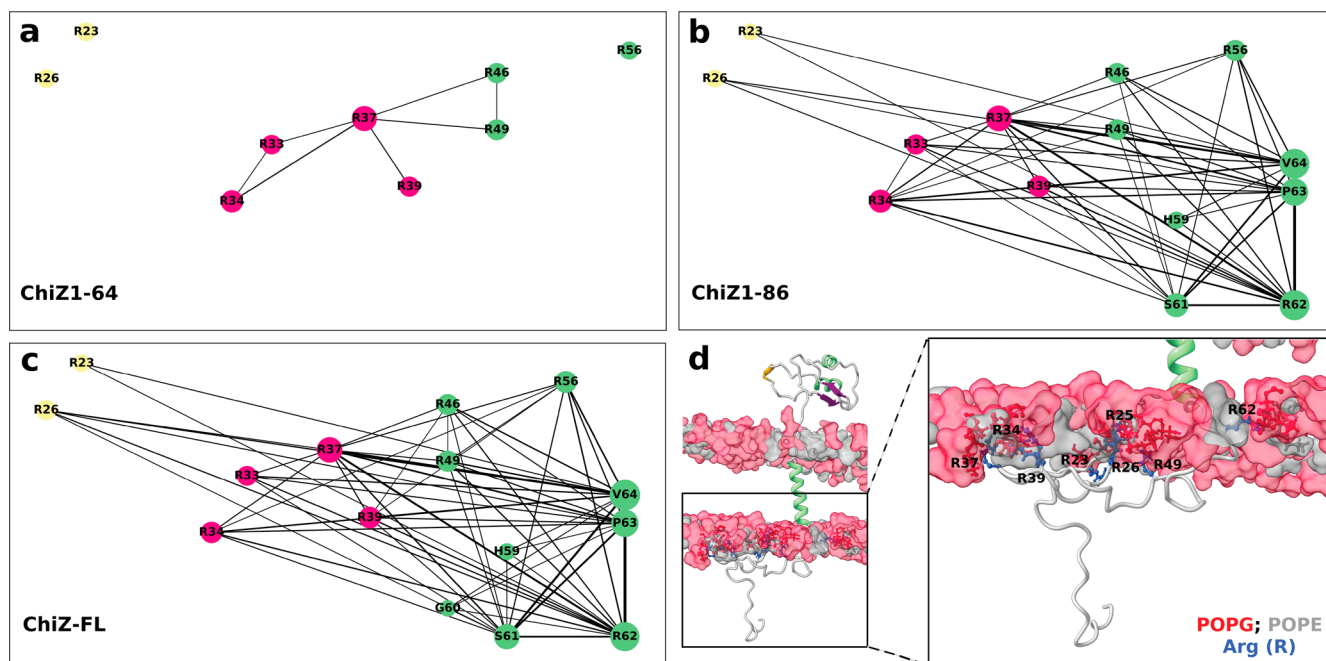 a
R23
R26
R56
R46
R37
R49
R33
R39
R34
ChiZ1-64
b
R23
R26
R56
R46
R37
R49
R33
V64
R39
P63
R34
H59
S61
R62
ChiZ1-86
c
R23
R26
R56
R46
R37
R49
R33
V64
R39
P63
R34
H59
G60
S61
R62
ChiZ-FL
d
R25
R62
R34
R37
R23
R26
R49
R39
POPG; POPE
Arg (R)